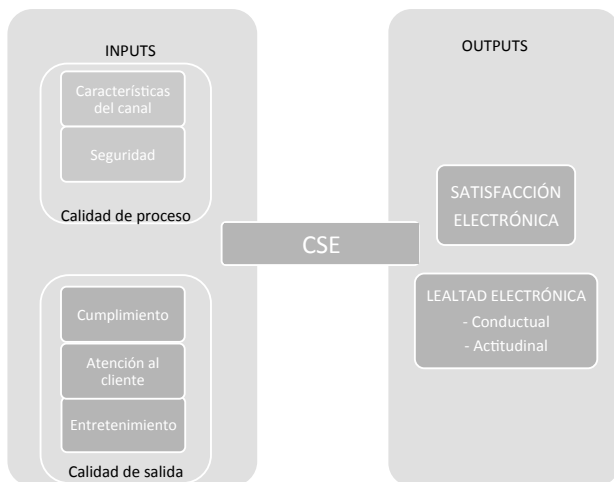 INPUTS
Características
del canal
Seguridad
Calidad de proceso
Cumplimiento
Atención al
cliente
Entretenimiento
Calidad de salida
CSE
OUTPUTS
SATISFACCIÓN
ELECTRÓNICA
LEALTAD ELECTRÓNICA
- Conductual
- Actitudinal